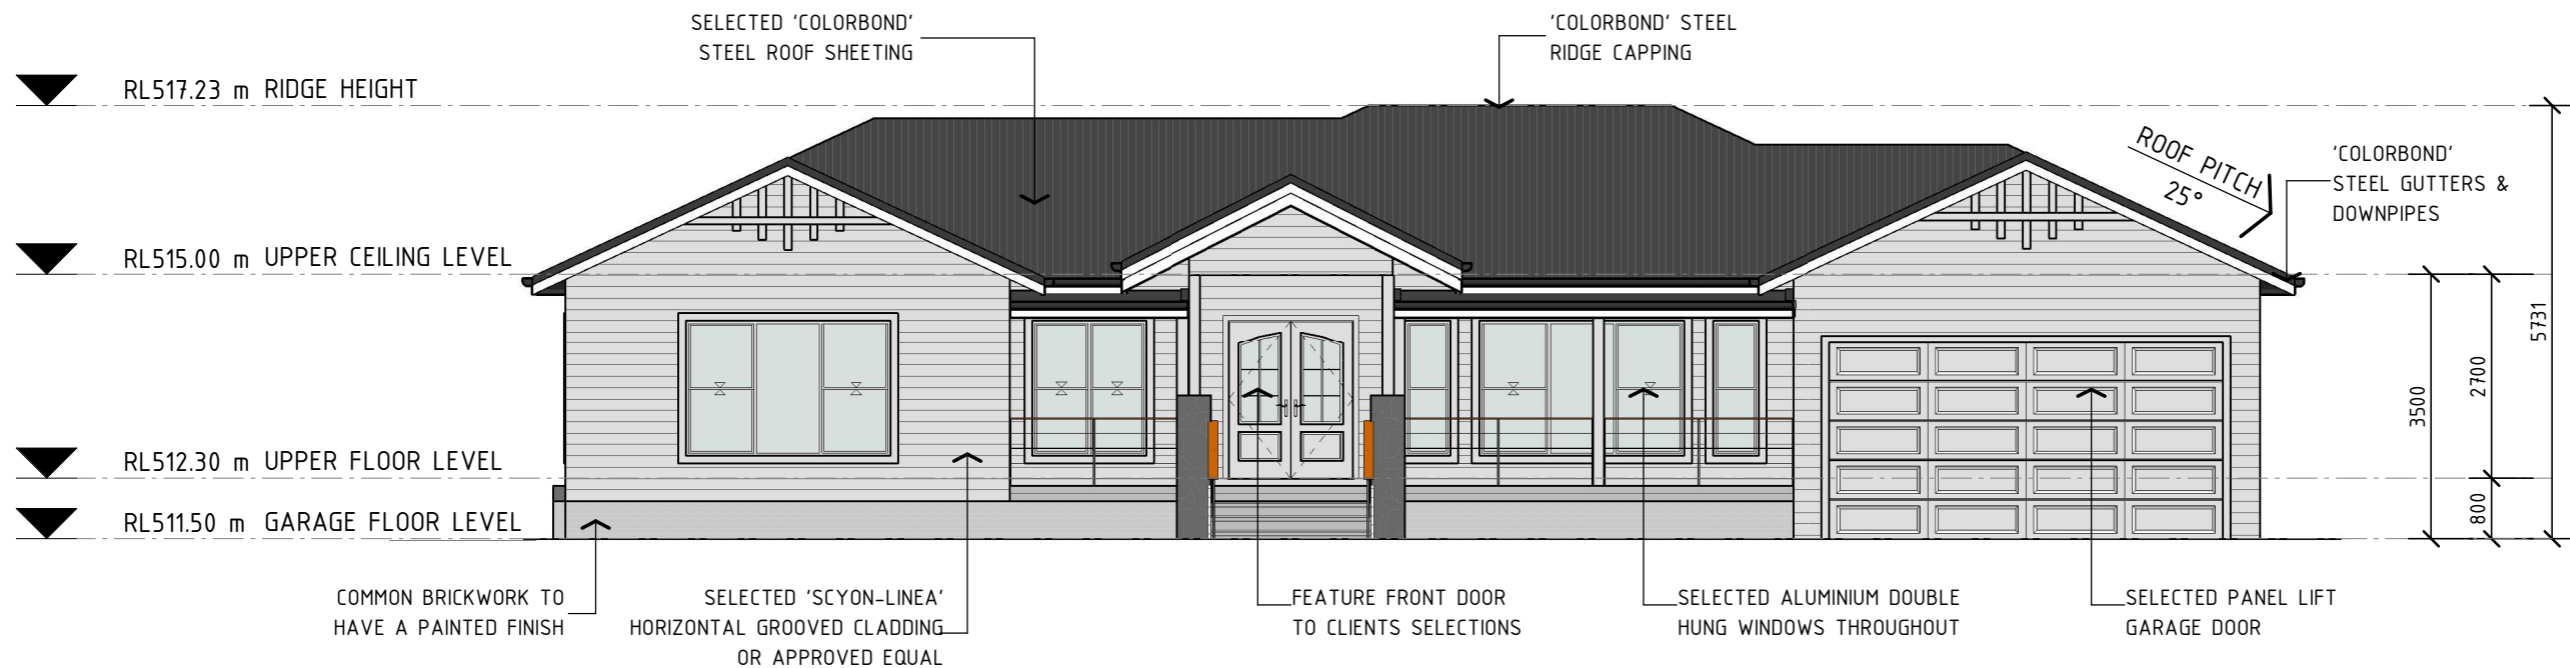 SELECTED 'COLORBOND'
STEEL ROOF SHEETING
'COLORBOND' STEEL
RIDGE CAPPING
RL517.23 m RIDGE HEIGHT
ROOF PITCH
25°
'COLORBOND'
STEEL GUTTERS &
DOWNPIPES
RL515.00 m UPPER CEILING LEVEL
5731
2700
3500
RL512.30 m UPPER FLOOR LEVEL
800
RL511.50 m GARAGE FLOOR LEVEL
COMMON BRICKWORK TO
HAVE A PAINTED FINISH
SELECTED 'SCYON-LINEA'
HORIZONTAL GROOVED CLADDING
OR APPROVED EQUAL
FEATURE FRONT DOOR
TO CLIENTS SELECTIONS
SELECTED ALUMINIUM DOUBLE
HUNG WINDOWS THROUGHOUT
SELECTED PANEL LIFT
GARAGE DOOR